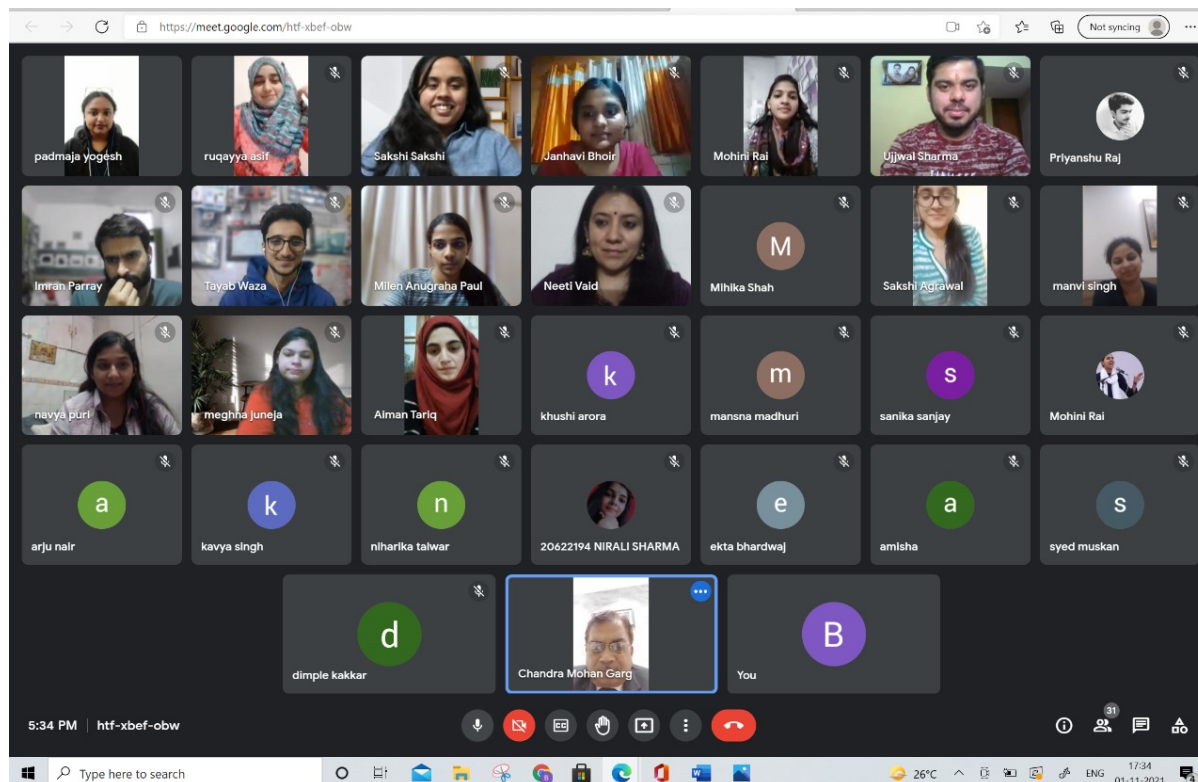 https://meet.google.com/htf-xbef-obw
Not syncing
padmaja yogesh
ruqayya asif
Sakshi Sakshi
Janhavi Bhoir
Mohini Rai
Ujjwal Sharma
Priyanshu Raj
Imran Parray
Tayab Waza
Milen Anugraha Paul
Neeti Vaid
M
Mihika Shah
Sakshi Agrawal
manvi singh
navya puri
meghna juneja
Aiman Tariq
k
khushi arora
m
mansna madhuri
s
sanika sanjay
Mohini Rai
a
arju nair
k
kavya singh
n
niharika talwar
20622194 NIRALI SHARMA
e
ekta bhardwaj
a
amisha
s
syed muskan
d
dimple kakkar
Chandra Mohan Garg
B
You
5:34 PM | htf-xbef-obw
31
Type here to search
26°C
ENG
17:34
01-11-2021